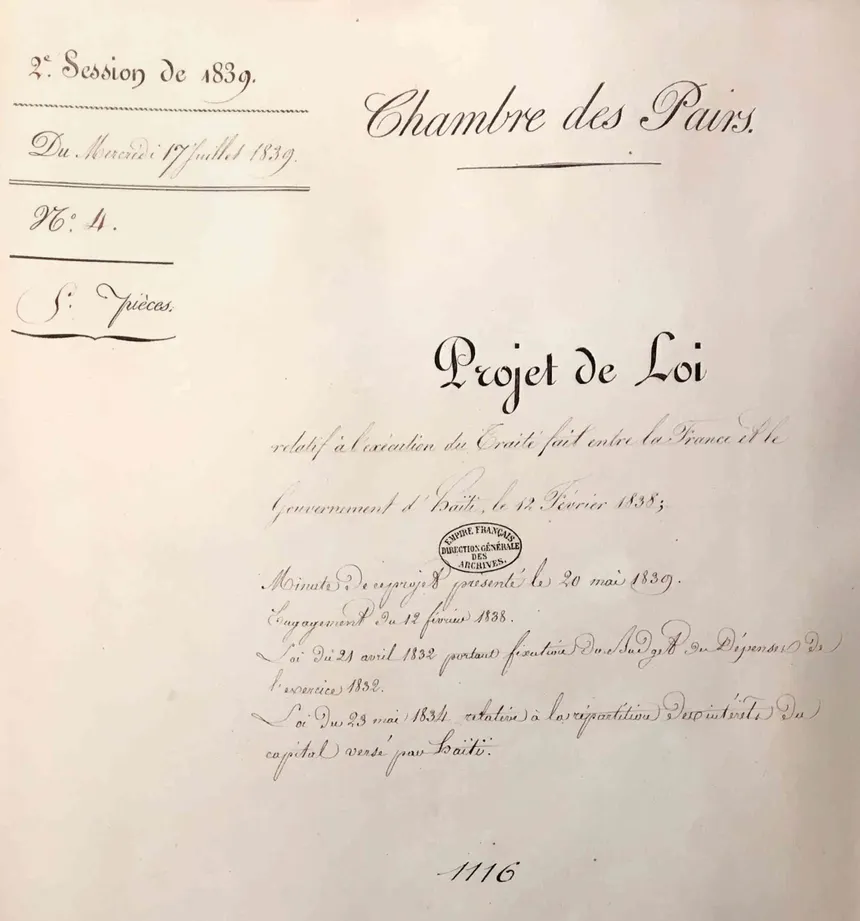 2e. Session de 1839.
Chambre des Pairs.
Du Mercredi 17 Juillet 1839.
No. 4.
pièces.
Projet de Loi
relatif à l'exécution du Traité fait entre la France et le
Gouvernement d'Haïti, le 12 Février 1838;
EMPIRE FRANÇAIS
DIRECTION GÉNÉRALE
DES
ARCHIVES.
Minute de ce projet présenté le 20 mai 1839.
Engagement du 12 février 1838.
Loi du 21 avril 1832 portant fixation du Budget des Dépenses de
l'exercice 1832.
Loi du 23 mai 1834 relative à la répartition des intérêts du
capital versé par Haïti.
1116